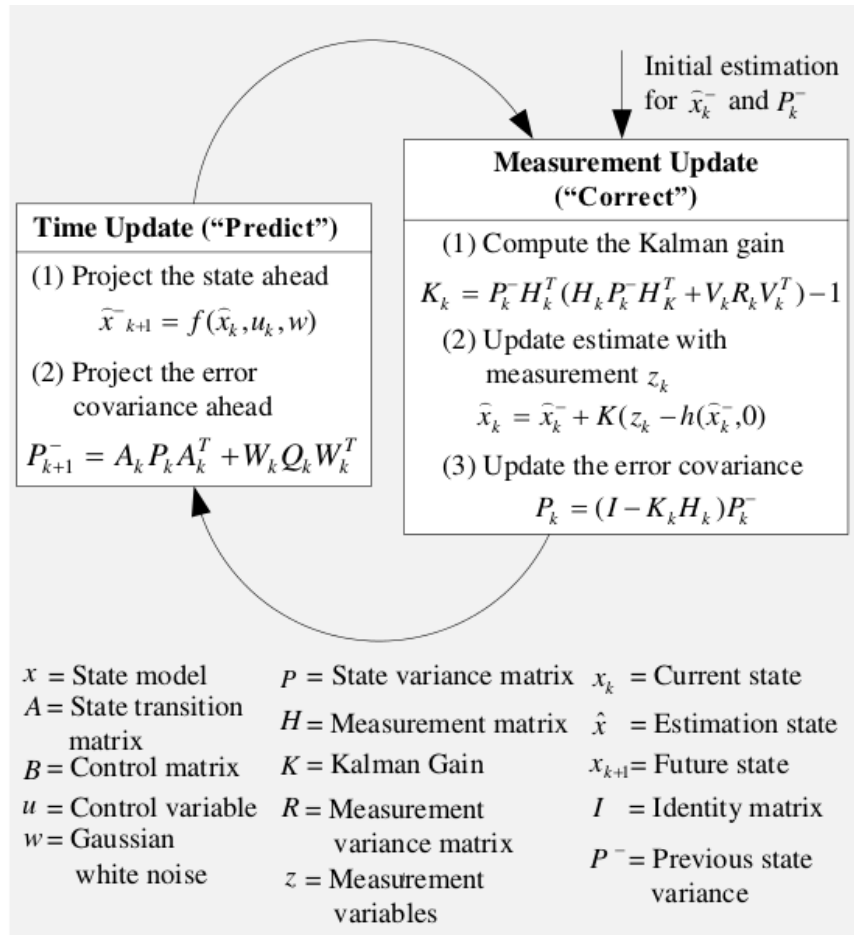 Initial estimation
for x̂ₖ⁻ and Pₖ⁻
Measurement Update
(“Correct”)
(1) Compute the Kalman gain
Kₖ = Pₖ⁻Hₖᵀ(HₖPₖ⁻H_Kᵀ + VₖRₖVₖᵀ) – 1
(2) Update estimate with
measurement zₖ
x̂ₖ = x̂ₖ⁻ + K(zₖ – h(x̂ₖ⁻,0)
(3) Update the error covariance
Pₖ = (I – KₖHₖ)Pₖ⁻
Time Update (“Predict”)
(1) Project the state ahead
x̂⁻ₖ₊₁ = f(x̂ₖ,uₖ,w)
(2) Project the error
covariance ahead
P⁻ₖ₊₁ = AₖPₖAₖᵀ + WₖQₖWₖᵀ
x = State model
A = State transition
matrix
B = Control matrix
u = Control variable
w = Gaussian
white noise
P = State variance matrix
H = Measurement matrix
K = Kalman Gain
R = Measurement
variance matrix
z = Measurement
variables
xₖ = Current state
x̂ = Estimation state
xₖ₊₁ = Future state
I = Identity matrix
P⁻ = Previous state
variance